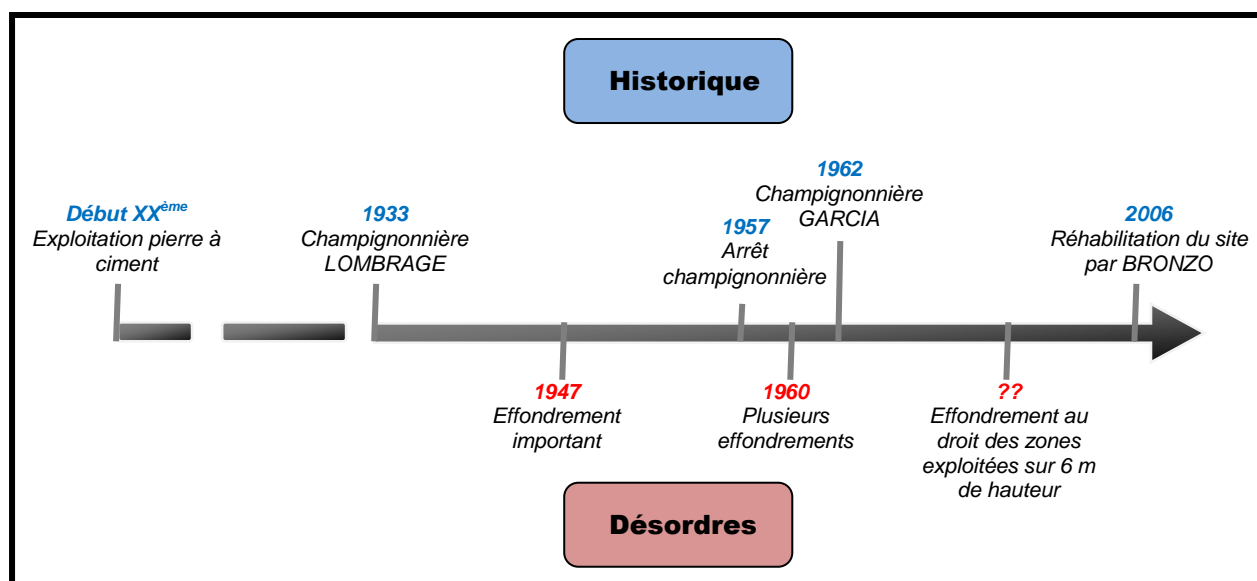 Historique
Début XXème
Exploitation pierre à
ciment
1933
Champignonnière
LOMBRAGE
1957
Arrêt
champignonnière
1962
Champignonnière
GARCIA
2006
Réhabilitation du site
par BRONZO
1947
Effondrement
important
1960
Plusieurs
effondrements
??
Effondrement au
droit des zones
exploitées sur 6 m
de hauteur
Désordres